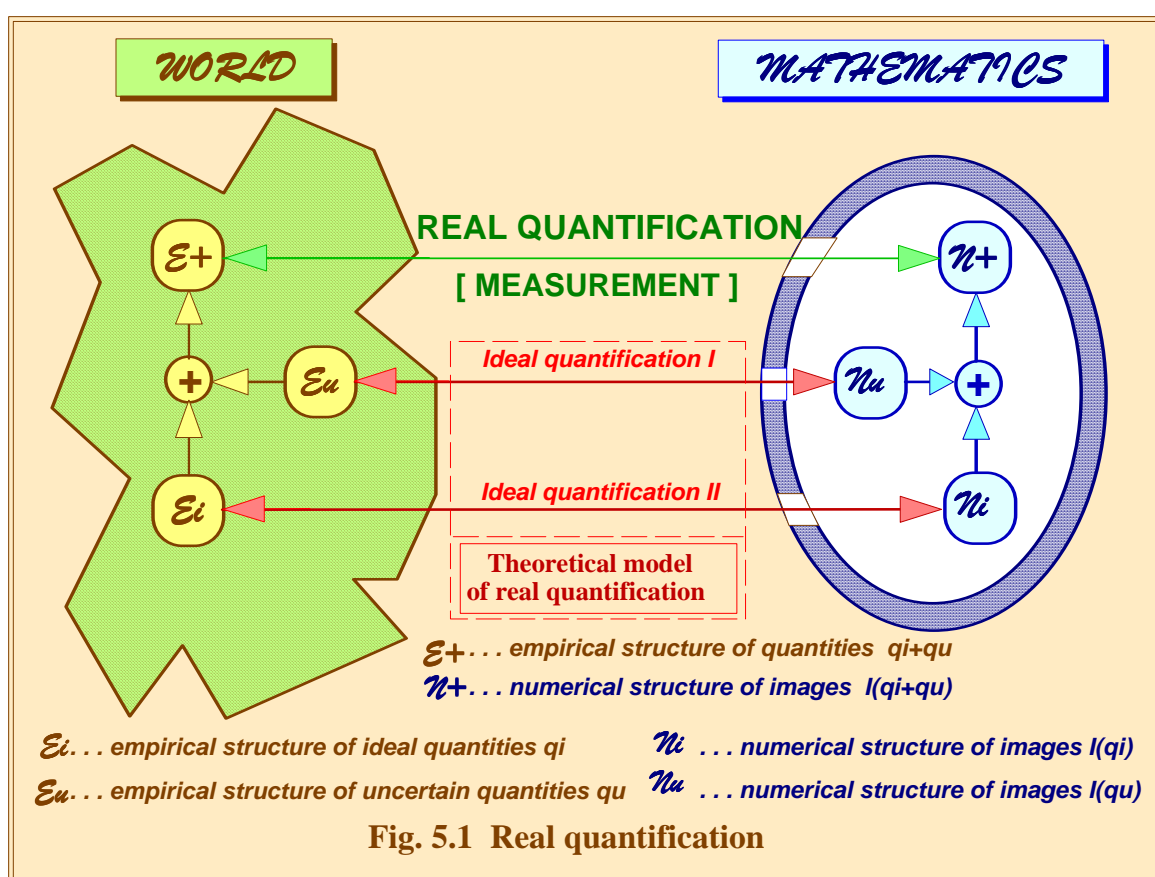 WORLD
MATHEMATICS
REAL QUANTIFICATION
E+
N+
[ MEASUREMENT ]
Ideal quantification I
+
Eu
Nu
+
Ideal quantification II
Ei
Ni
Theoretical model
of real quantification
E+ . . . empirical structure of quantities qi+qu
N+ . . . numerical structure of images I(qi+qu)
Ei . . . empirical structure of ideal quantities qi
Ni . . . numerical structure of images I(qi)
Eu . . . empirical structure of uncertain quantities qu
Nu . . . numerical structure of images I(qu)
Fig. 5.1 Real quantification